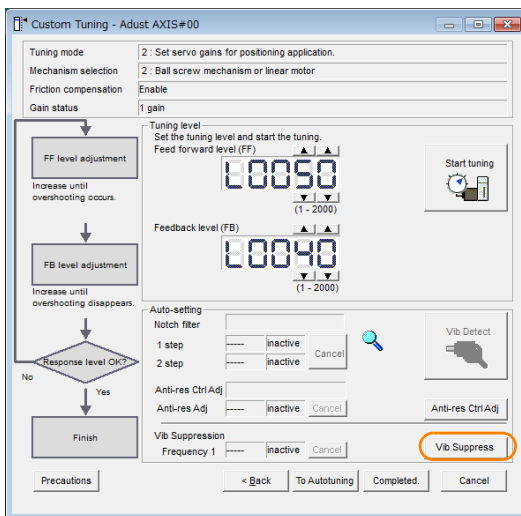 Custom Tuning - Adust AXIS#00
Tuning mode 2 : Set servo gains for positioning application.
Mechanism selection 2 : Ball screw mechanism or linear motor
Friction compensation Enable
Gain status 1 gain
FF level adjustment
Increase until
overshooting occurs.
FB level adjustment
Increase until
overshooting disappears.
Response level OK?
No
Yes
Finish
Tuning level
Set the tuning level and start the tuning.
Feed forward level (FF)
L0050
(1 - 2000)
Feedback level (FB)
L0040
(1 - 2000)
Start tuning
Auto-setting
Notch filter
1 step ----- inactive
2 step ----- inactive
Cancel
Vib Detect
Anti-res Ctrl Adj
Anti-res Adj ----- inactive Cancel
Anti-res Ctrl Adj
Vib Suppression
Frequency 1 ----- inactive Cancel
Vib Suppress
Precautions < Back To Autotuning Completed. Cancel